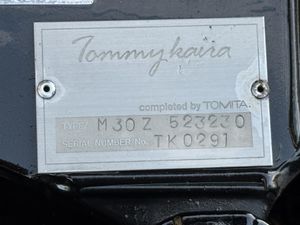 Tommykaira
completed by TOMITA.
TYPE M30Z 523230
SERIAL NUMBER No. TK0291